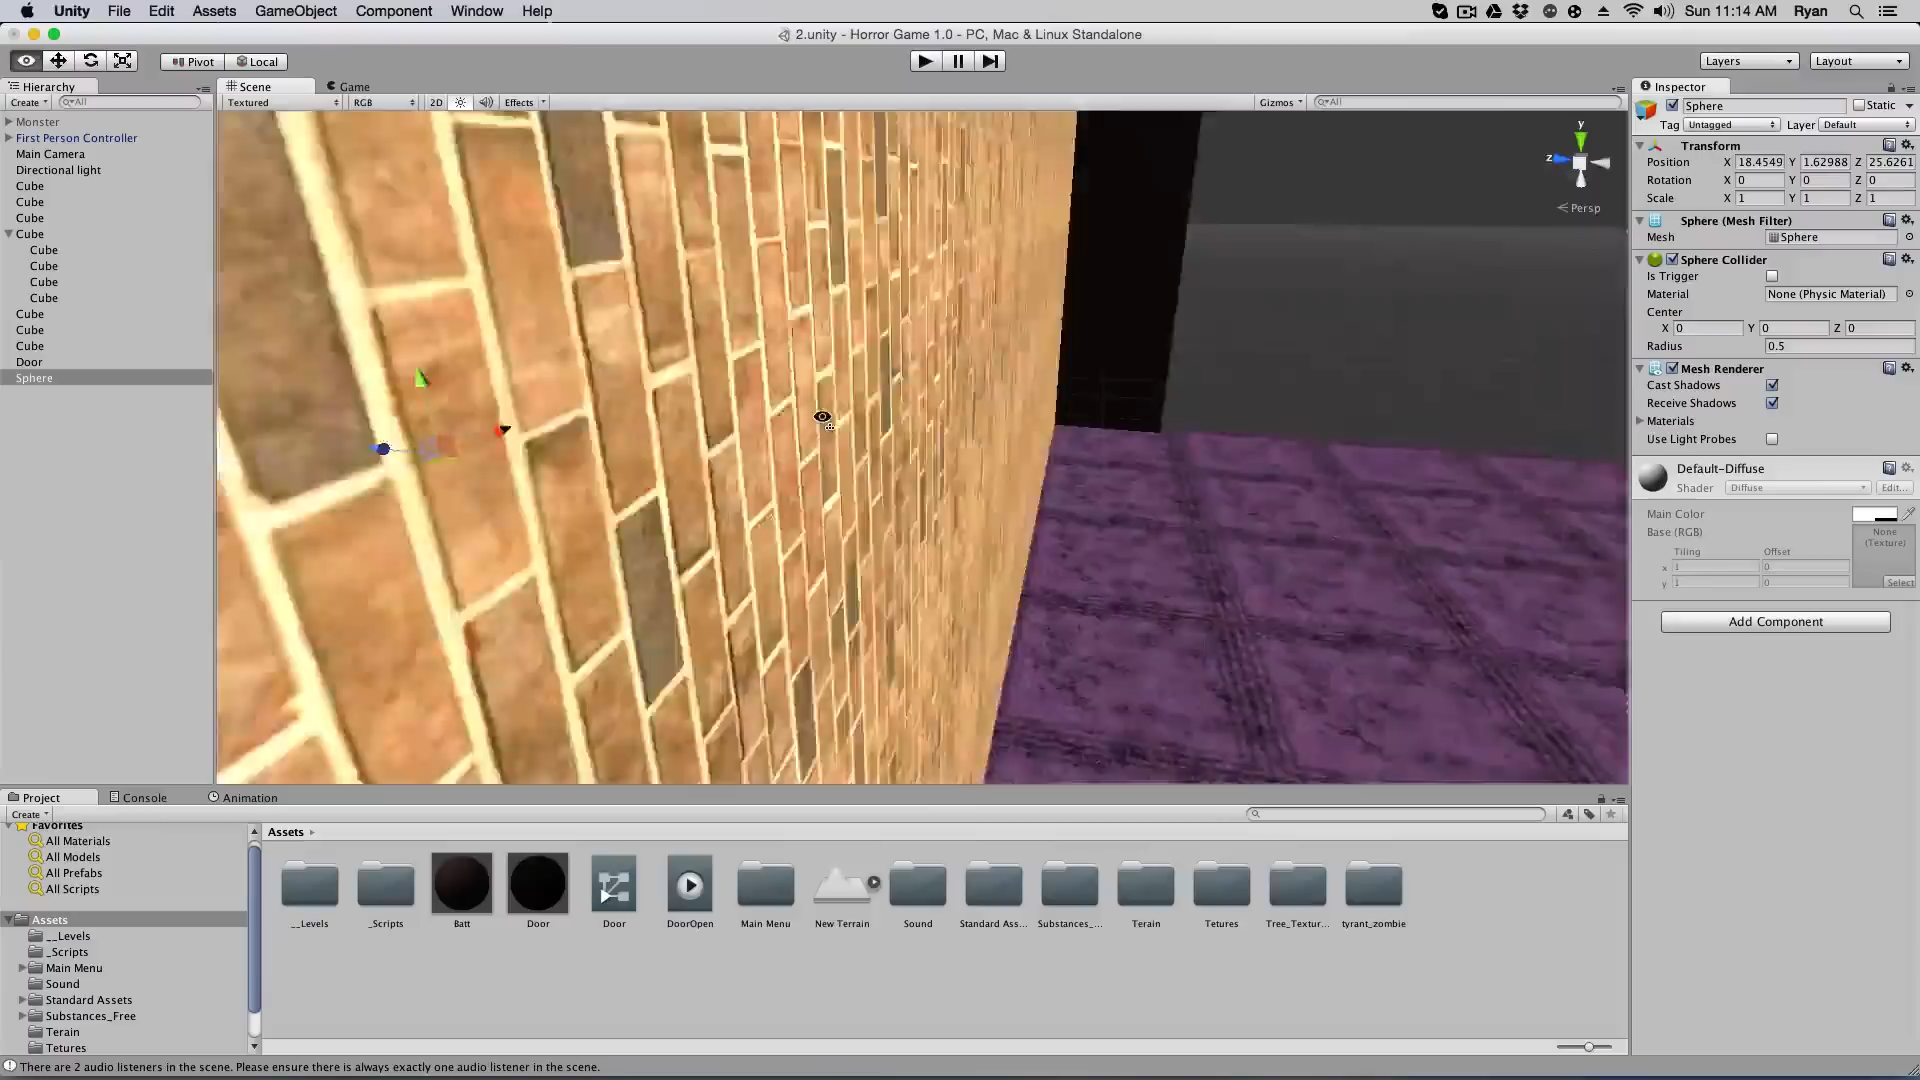 Unity File Edit Assets GameObject Component Window Help Sun 11:14 AM Ryan
2.unity - Horror Game 1.0 - PC, Mac & Linux Standalone
Pivot Local Layers Layout
Hierarchy
Create All
Monster
First Person Controller
Main Camera
Directional light
Cube
Cube
Cube
Cube
Cube
Cube
Cube
Cube
Cube
Cube
Cube
Door
Sphere
Scene Game
Textured RGB 2D Effects Gizmos All
y
z
Persp
Inspector
Sphere Static
Tag Untagged Layer Default
Transform
Position X 18.4549 Y 1.62988 Z 25.6261
Rotation X 0 Y 0 Z 0
Scale X 1 Y 1 Z 1
Sphere (Mesh Filter)
Mesh Sphere
Sphere Collider
Is Trigger
Material None (Physic Material)
Center
X 0 Y 0 Z 0
Radius 0.5
Mesh Renderer
Cast Shadows
Receive Shadows
Materials
Use Light Probes
Default-Diffuse
Shader Diffuse Edit...
Main Color
Base (RGB) None
(Texture)
Tiling Offset
x 1 0
y 1 0
Select
Add Component
Project Console Animation
Create
Favorites
All Materials
All Models
All Prefabs
All Scripts
Assets
__Levels
_Scripts
Main Menu
Sound
Standard Assets
Substances_Free
Terain
Tetures
Assets
__Levels _Scripts Batt Door Door DoorOpen Main Menu New Terrain Sound Standard Ass... Substances_... Terain Tetures Tree_Textur... tyrant_zombie
There are 2 audio listeners in the scene. Please ensure there is always exactly one audio listener in the scene.